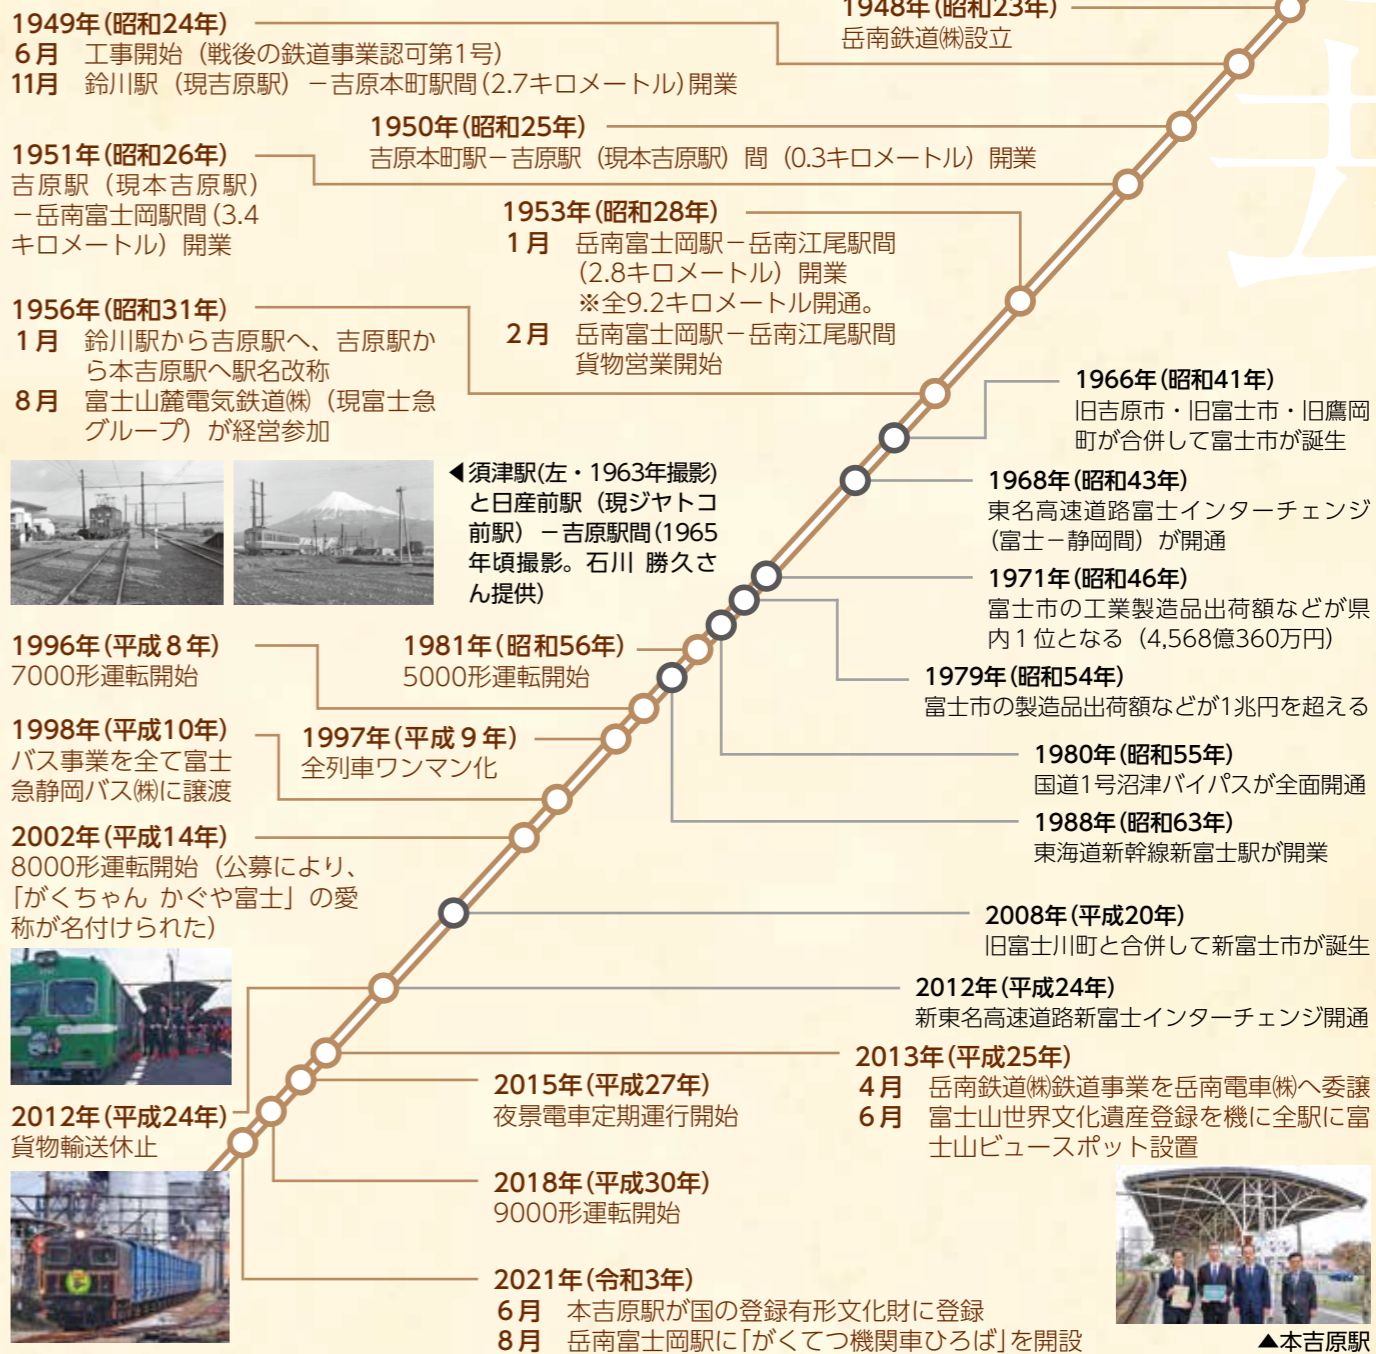 1948年(昭和23年)
岳南鉄道㈱設立
1949年(昭和24年)
6月 工事開始(戦後の鉄道事業認可第1号)
11月 鈴川駅(現吉原駅)−吉原本町駅間(2.7キロメートル)開業
1950年(昭和25年)
吉原本町駅−吉原駅(現本吉原駅)間(0.3キロメートル)開業
1951年(昭和26年)
吉原駅(現本吉原駅)
−岳南富士岡駅間(3.4
キロメートル)開業
1953年(昭和28年)
1月 岳南富士岡駅−岳南江尾駅間
(2.8キロメートル)開業
※全9.2キロメートル開通。
2月 岳南富士岡駅−岳南江尾駅間
貨物営業開始
1956年(昭和31年)
1月 鈴川駅から吉原駅へ、吉原駅か
ら本吉原駅へ駅名改称
8月 富士山麓電気鉄道㈱(現富士急
グループ)が経営参加
◀須津駅(左・1963年撮影)
と日産前駅(現ジヤトコ
前駅)−吉原駅間(1965
年頃撮影。石川 勝久さ
ん提供)
1966年(昭和41年)
旧吉原市・旧富士市・旧鷹岡
町が合併して富士市が誕生
1968年(昭和43年)
東名高速道路富士インターチェンジ
(富士−静岡間)が開通
1971年(昭和46年)
富士市の工業製造品出荷額などが県
内1位となる(4,568億360万円)
1979年(昭和54年)
富士市の製造品出荷額などが1兆円を超える
1980年(昭和55年)
国道1号沼津バイパスが全面開通
1981年(昭和56年)
5000形運転開始
1988年(昭和63年)
東海道新幹線新富士駅が開業
1996年(平成8年)
7000形運転開始
1997年(平成9年)
全列車ワンマン化
1998年(平成10年)
バス事業を全て富士
急静岡バス㈱に譲渡
2002年(平成14年)
8000形運転開始(公募により、
「がくちゃん かぐや富士」の愛
称が名付けられた)
2008年(平成20年)
旧富士川町と合併して新富士市が誕生
2012年(平成24年)
新東名高速道路新富士インターチェンジ開通
2012年(平成24年)
貨物輸送休止
2013年(平成25年)
4月 岳南鉄道㈱鉄道事業を岳南電車㈱へ委譲
6月 富士山世界文化遺産登録を機に全駅に富
士山ビュースポット設置
2015年(平成27年)
夜景電車定期運行開始
2018年(平成30年)
9000形運転開始
2021年(令和3年)
6月 本吉原駅が国の登録有形文化財に登録
8月 岳南富士岡駅に「がくてつ機関車ひろば」を開設
▲本吉原駅